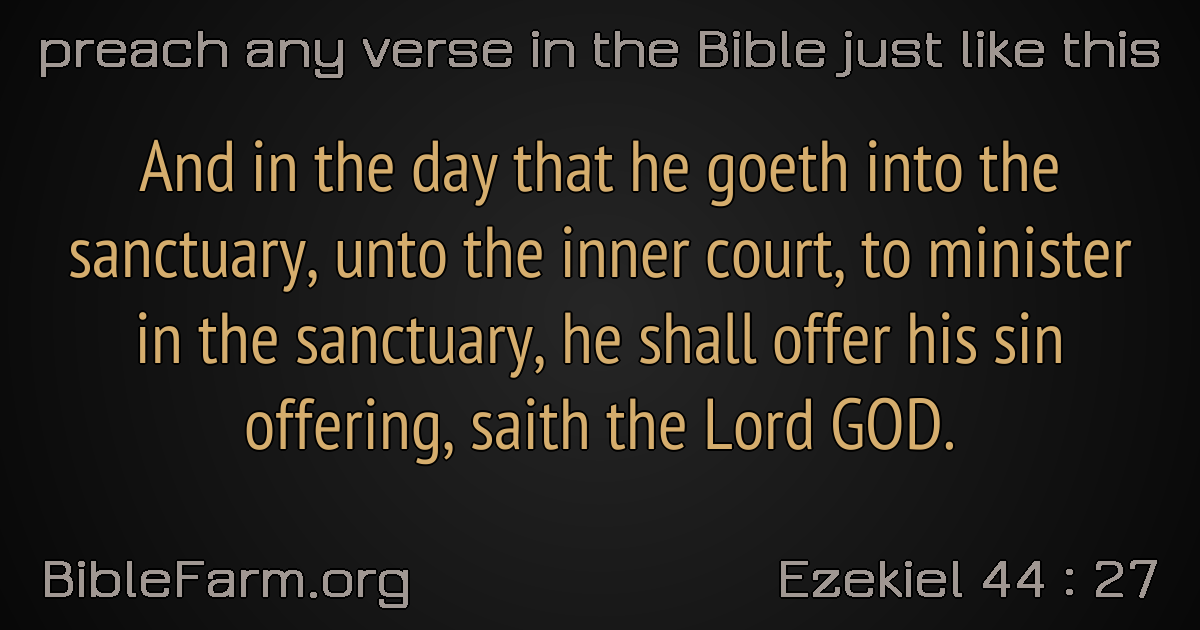 preach any verse in the Bible just like this
And in the day that he goeth into the
sanctuary, unto the inner court, to minister
in the sanctuary, he shall offer his sin
offering, saith the Lord GOD.
BibleFarm.org
Ezekiel 44 : 27